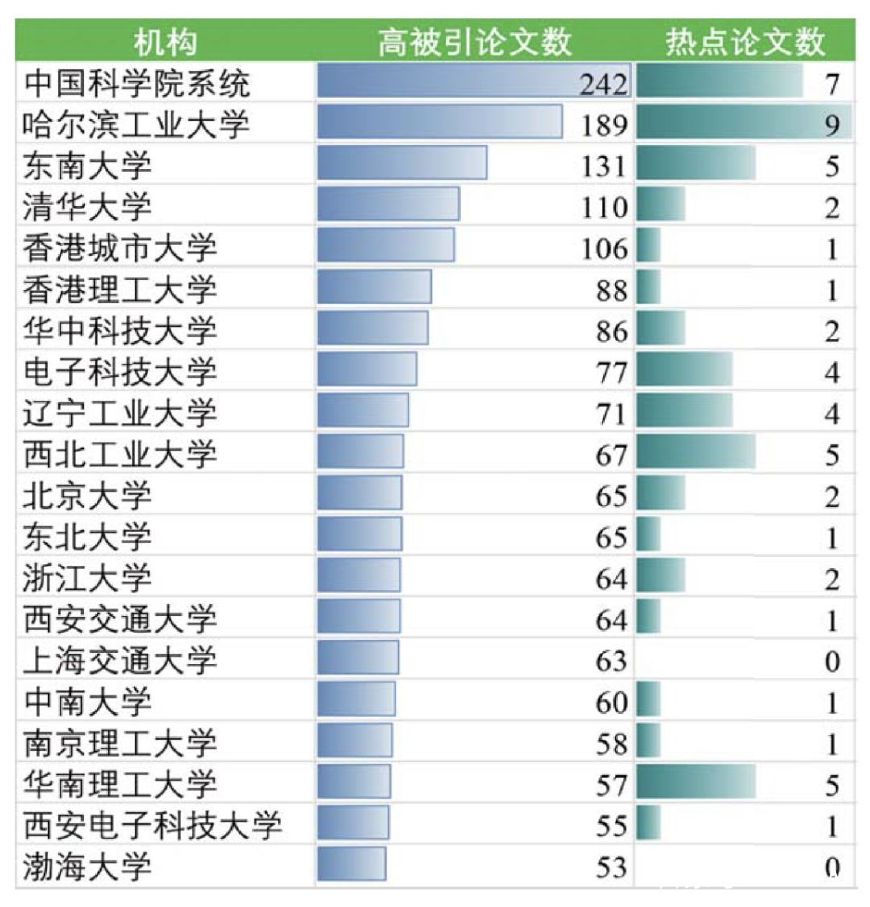 机构 高被引论文数 热点论文数
中国科学院系统 242 7
哈尔滨工业大学 189 9
东南大学 131 5
清华大学 110 2
香港城市大学 106 1
香港理工大学 88 1
华中科技大学 86 2
电子科技大学 77 4
辽宁工业大学 71 4
西北工业大学 67 5
北京大学 65 2
东北大学 65 1
浙江大学 64 2
西安交通大学 64 1
上海交通大学 63 0
中南大学 60 1
南京理工大学 58 1
华南理工大学 57 5
西安电子科技大学 55 1
渤海大学 53 0